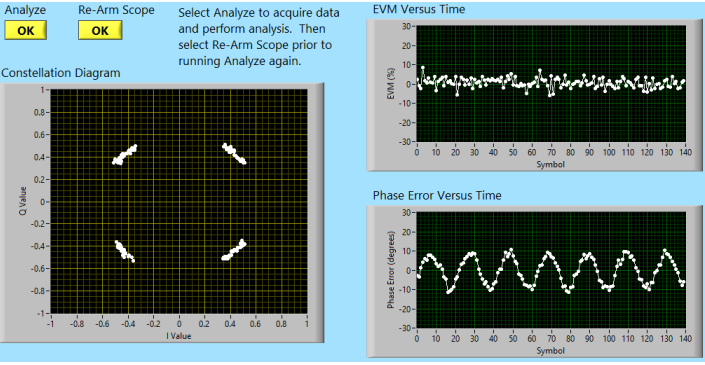 Analyze
Re-Arm Scope
OK
OK
Select Analyze to acquire data
and perform analysis. Then
select Re-Arm Scope prior to
running Analyze again.
Constellation Diagram
1
0.8
0.6
0.4
0.2
0
-0.2
-0.4
-0.6
-0.8
-1
Q Value
-1 -0.8 -0.6 -0.4 -0.2 0 0.2 0.4 0.6 0.8 1
I Value
EVM Versus Time
30
20
10
0
-10
-20
-30
EVM (%)
0 10 20 30 40 50 60 70 80 90 100 110 120 130 140
Symbol
Phase Error Versus Time
30
20
10
0
-10
-20
-30
Phase Error (degrees)
0 10 20 30 40 50 60 70 80 90 100 110 120 130 140
Symbol